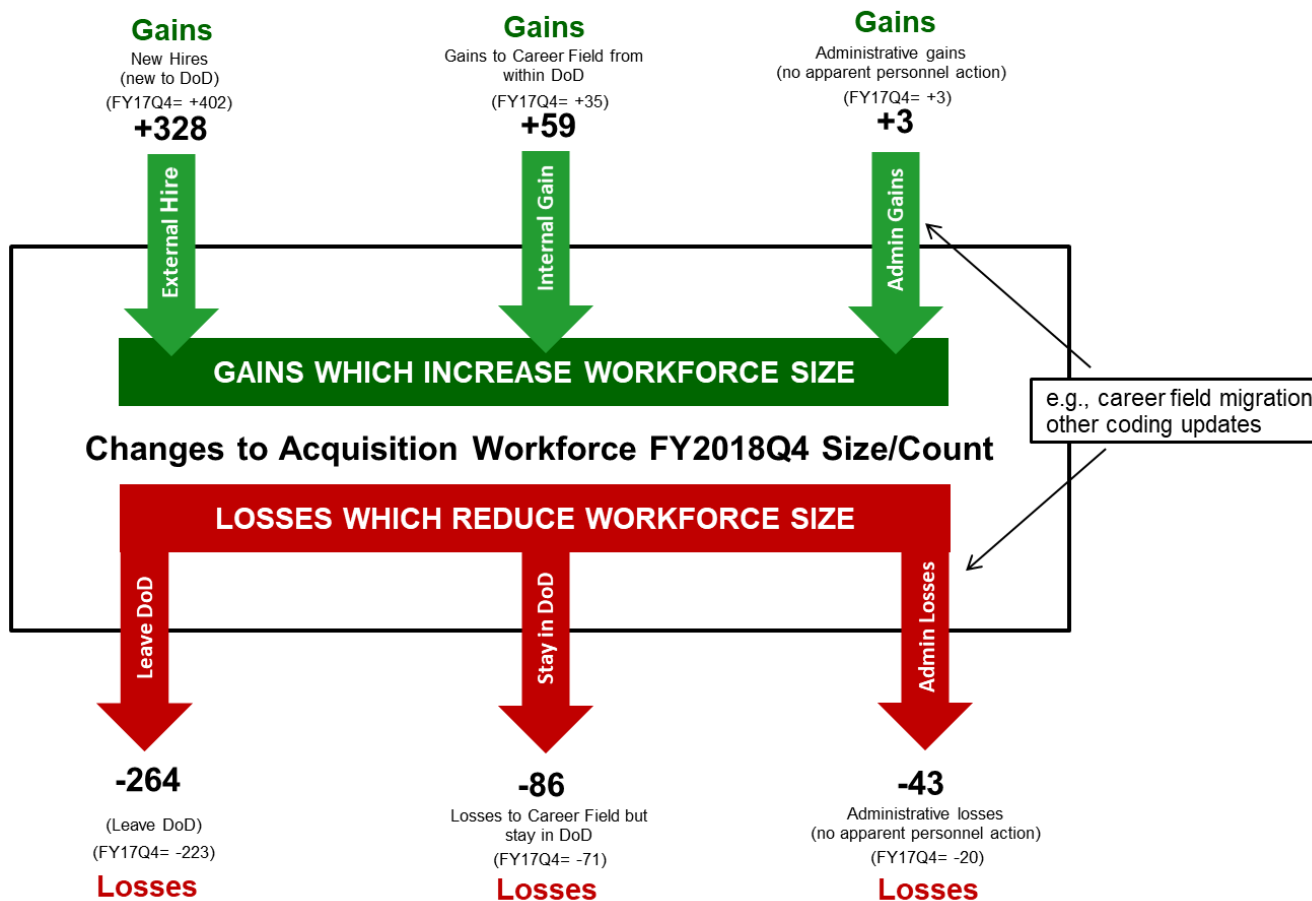 Gains
New Hires
(new to DoD)
(FY17Q4= +402)
+328
External Hire
Gains
Gains to Career Field from
within DoD
(FY17Q4= +35)
+59
Internal Gain
Gains
Administrative gains
(no apparent personnel action)
(FY17Q4= +3)
+3
Admin Gains
GAINS WHICH INCREASE WORKFORCE SIZE
e.g., career field migration
other coding updates
Changes to Acquisition Workforce FY2018Q4 Size/Count
LOSSES WHICH REDUCE WORKFORCE SIZE
Leave DoD
-264
(Leave DoD)
(FY17Q4= -223)
Losses
Stay in DoD
-86
Losses to Career Field but
stay in DoD
(FY17Q4= -71)
Losses
Admin Losses
-43
Administrative losses
(no apparent personnel action)
(FY17Q4= -20)
Losses